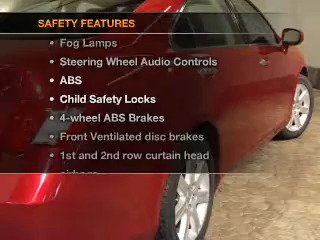 SAFETY FEATURES
• Fog Lamps
• Steering Wheel Audio Controls
• ABS
• Child Safety Locks
• 4-wheel ABS Brakes
• Front Ventilated disc brakes
• 1st and 2nd row curtain head
airbags